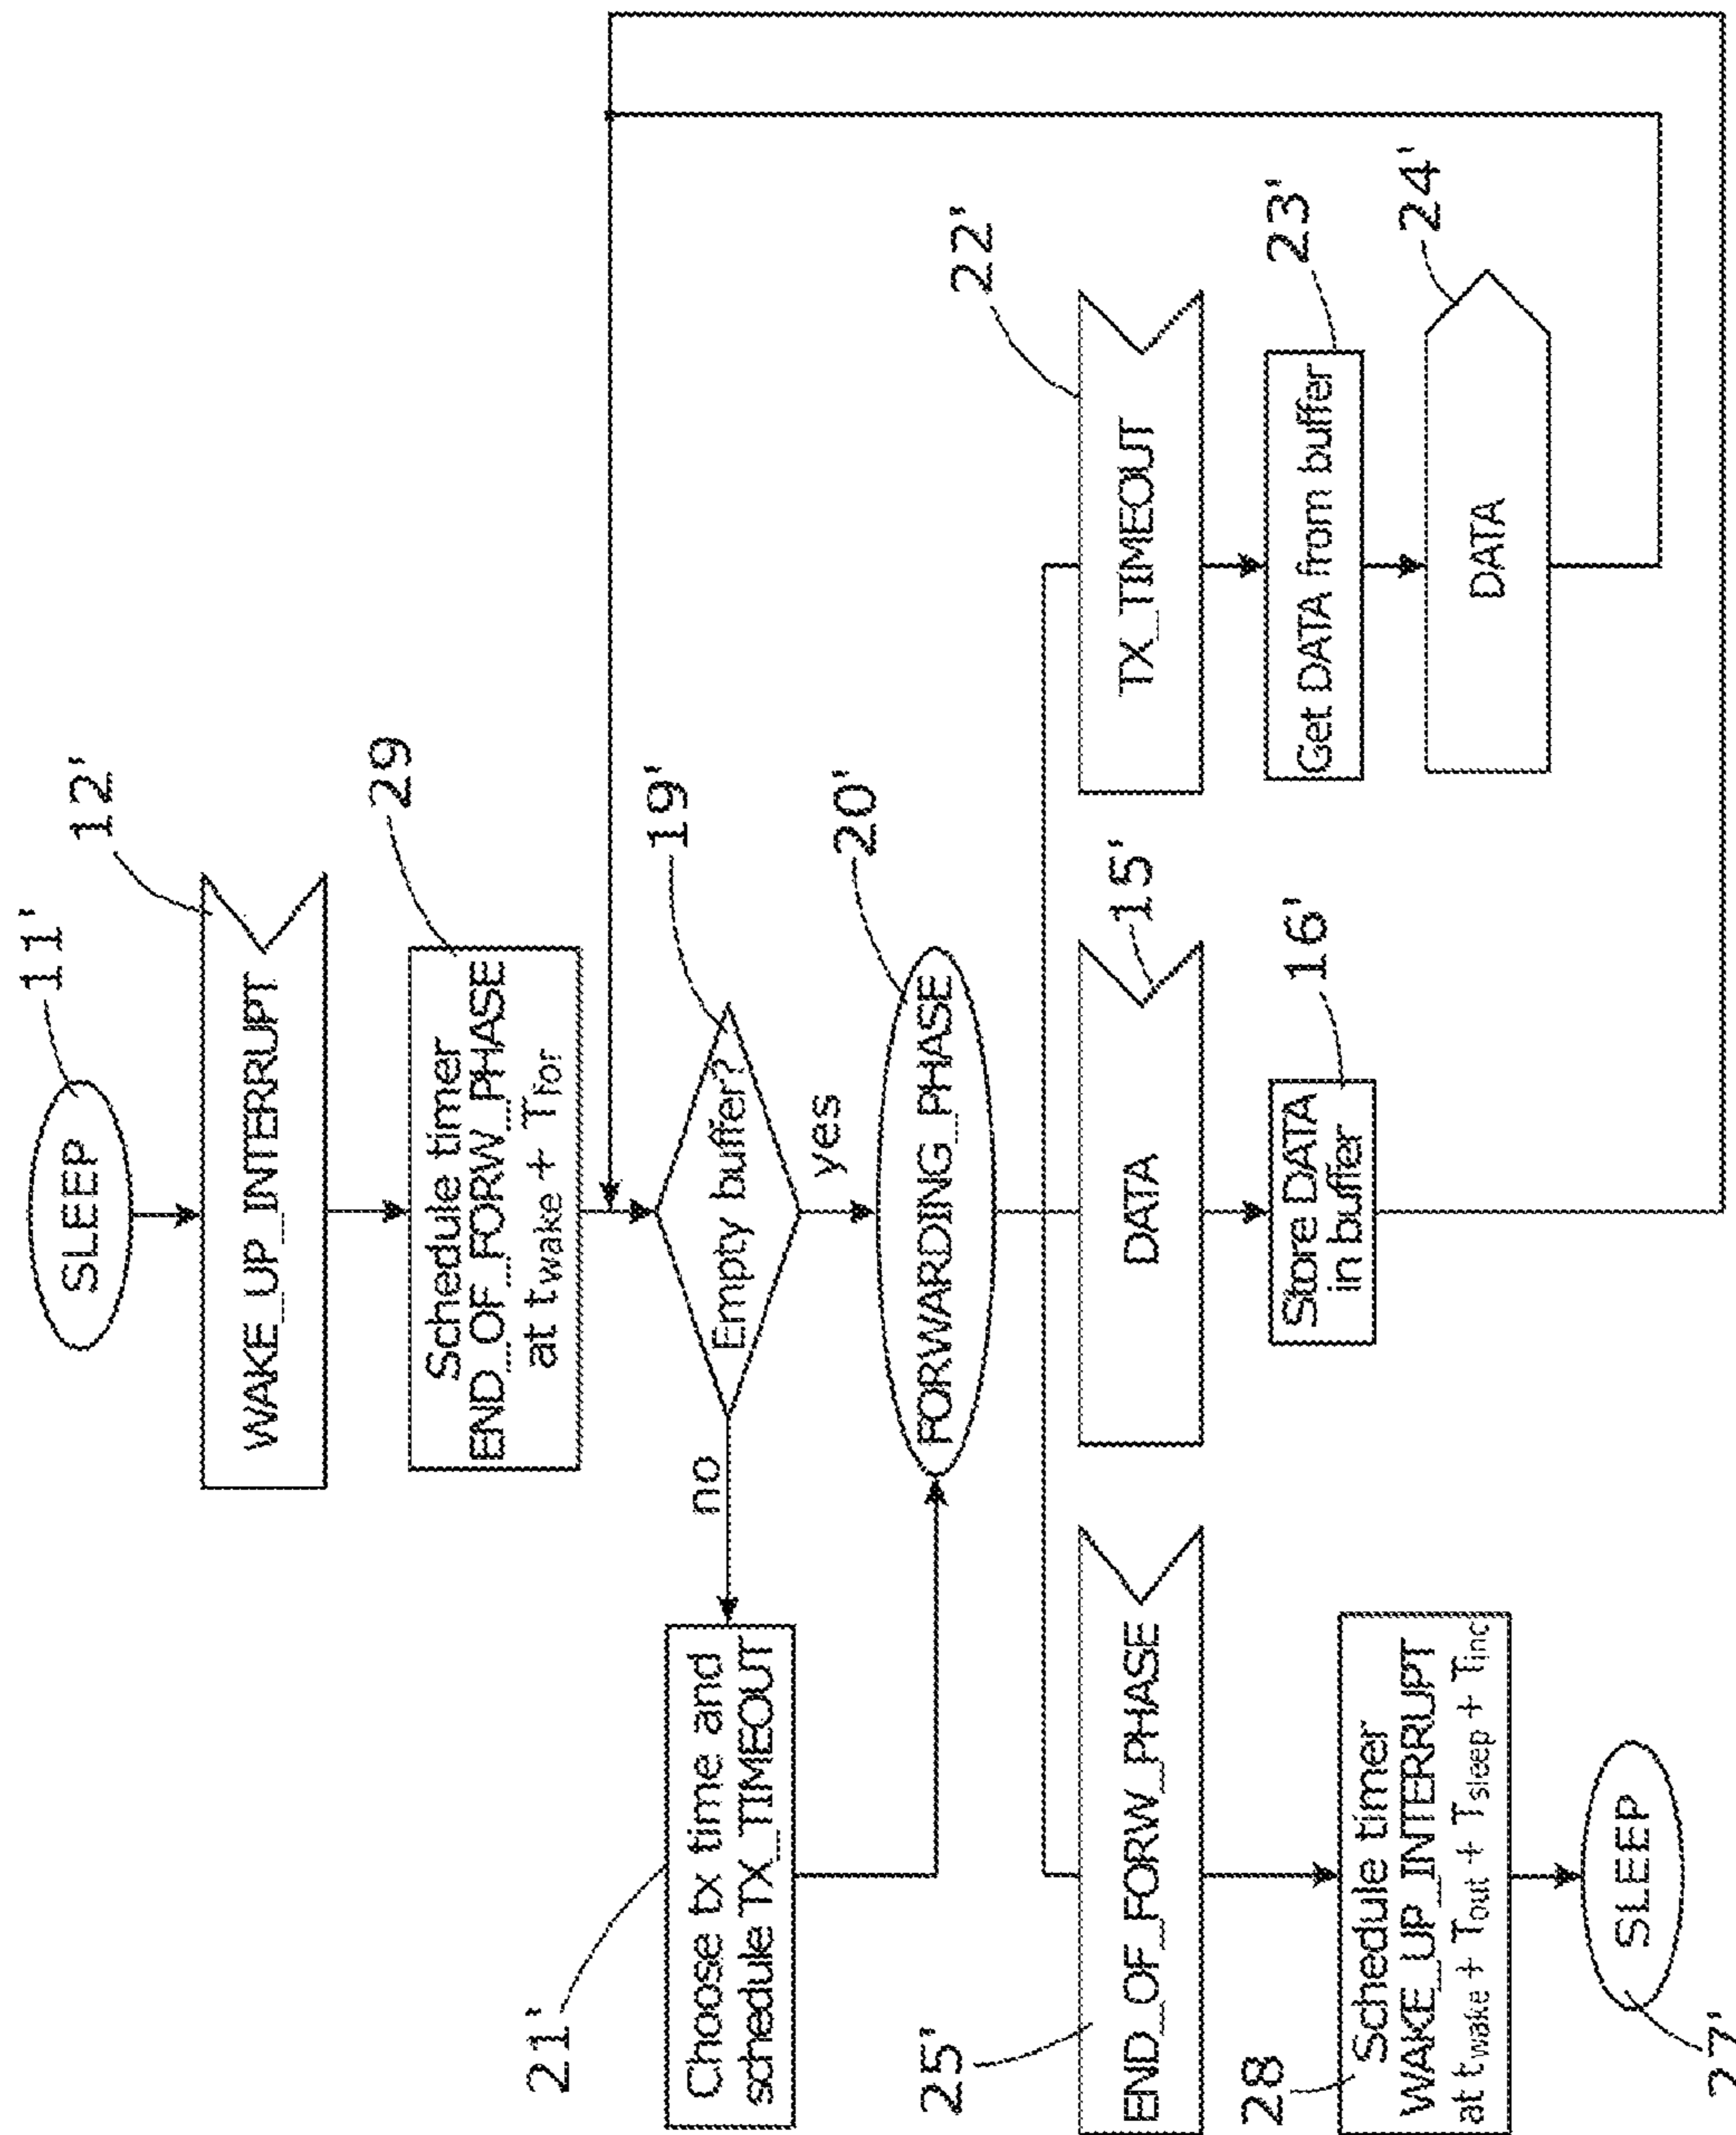 11'
SLEEP
12'
WAKE_UP_INTERRUPT
29
Schedule timer
END_OF_FORW_PHASE
at twake + Tfor
19'
Empty buffer?
no
yes
21'
Choose tx time and
schedule TX_TIMEOUT
20'
FORWARDING_PHASE
25'
END_OF_FORW_PHASE
15'
DATA
22'
TX_TIMEOUT
28
Schedule timer
WAKE_UP_INTERRUPT
at twake + Tout + Tsleep + Tinc
16'
Store DATA
in buffer
23'
Get DATA from buffer
24'
DATA
27'
SLEEP